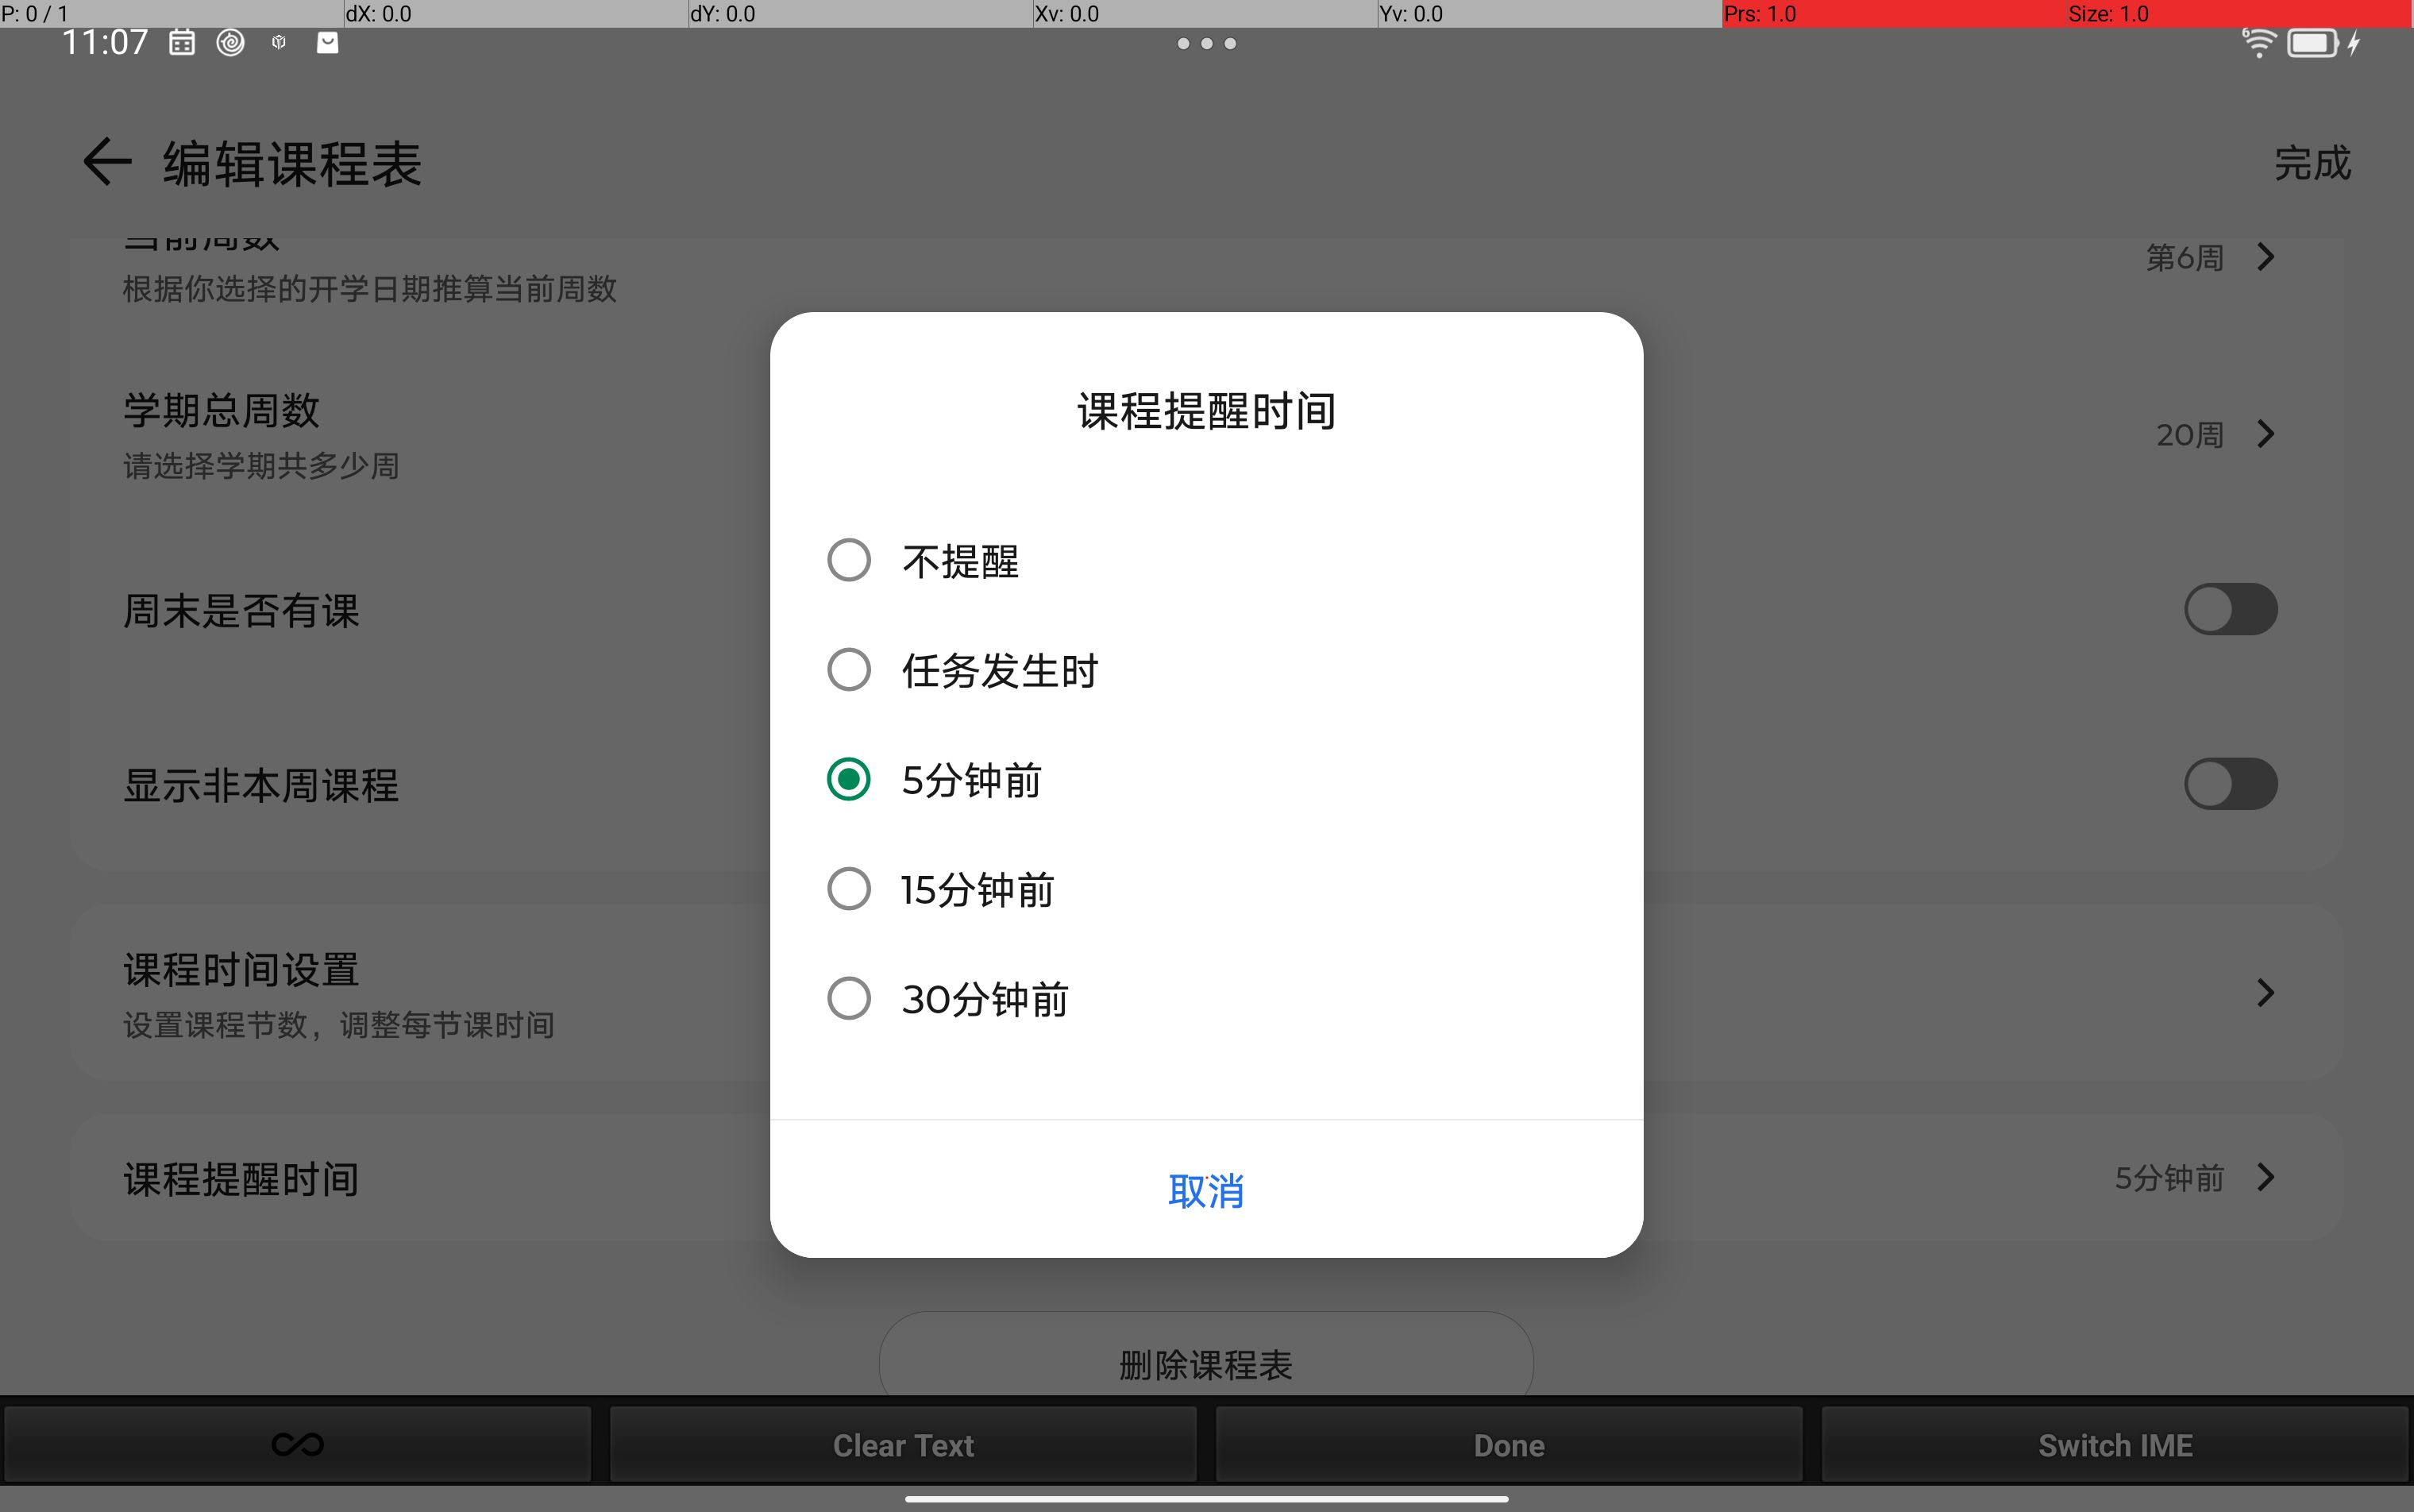 P: 0 / 1 dX: 0.0 dY: 0.0 Xv: 0.0 Yv: 0.0 Prs: 1.0 Size: 1.0
11:07
6
编辑课程表
完成
当前周数
第6周
根据你选择的开学日期推算当前周数
学期总周数
20周
请选择学期共多少周
周末是否有课
显示非本周课程
课程时间设置
设置课程节数，调整每节课时间
课程提醒时间
5分钟前
课程提醒时间
不提醒
任务发生时
5分钟前
15分钟前
30分钟前
取消
删除课程表
Clear Text
Done
Switch IME